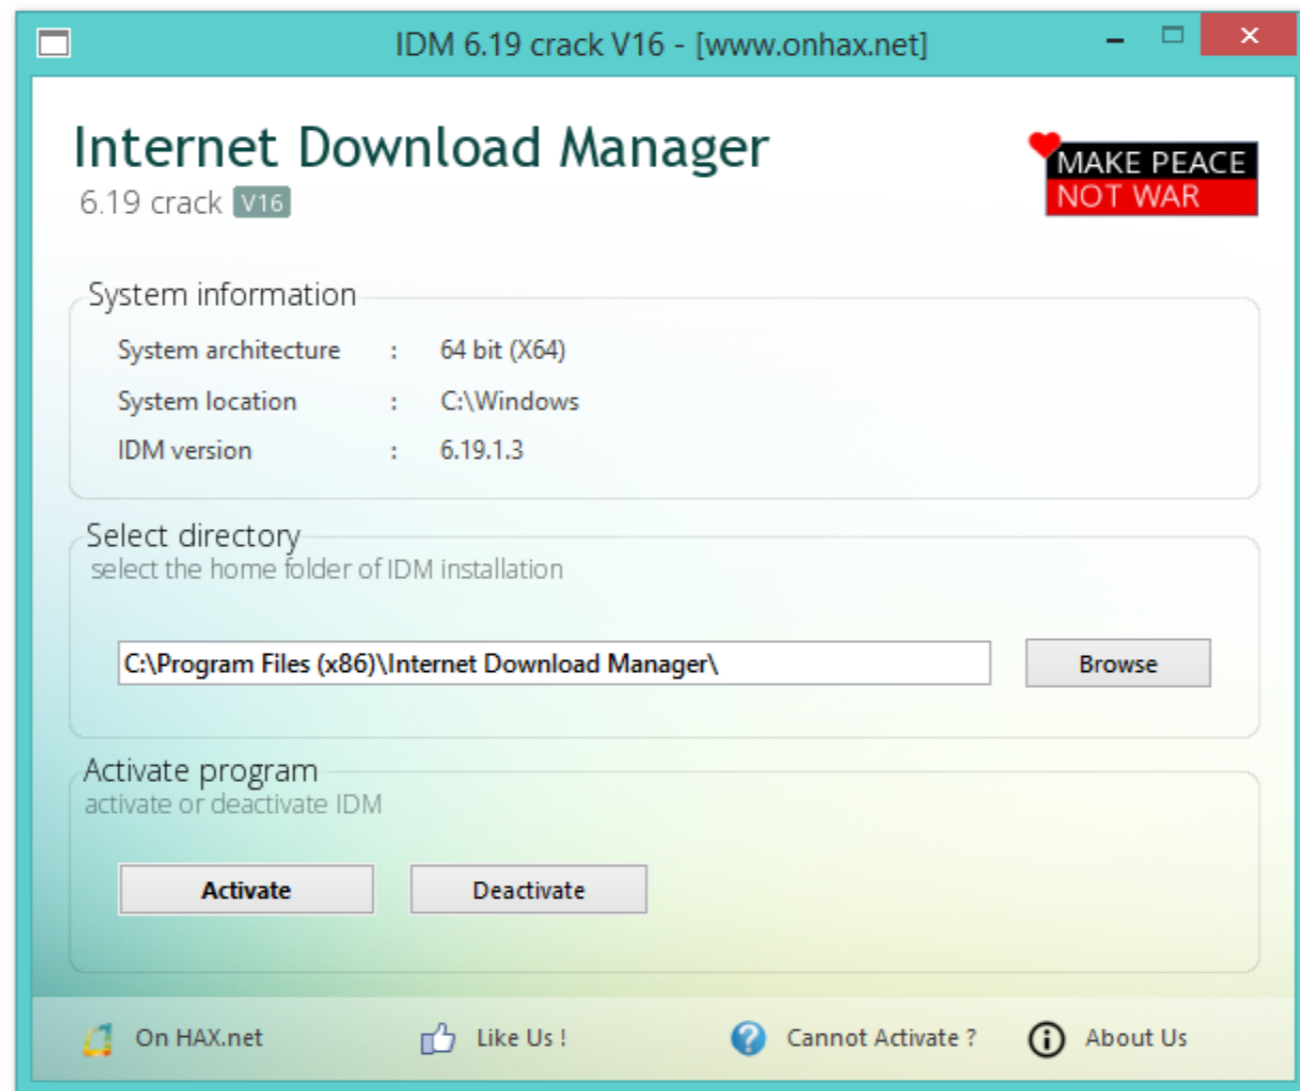 IDM 6.19 crack V16 - [www.onhax.net]
Internet Download Manager
6.19 crack V16
MAKE PEACE
NOT WAR
System information
System architecture : 64 bit (X64)
System location : C:\Windows
IDM version : 6.19.1.3
Select directory
select the home folder of IDM installation
C:\Program Files (x86)\Internet Download Manager\
Browse
Activate program
activate or deactivate IDM
Activate Deactivate
On HAX.net Like Us ! Cannot Activate ? About Us